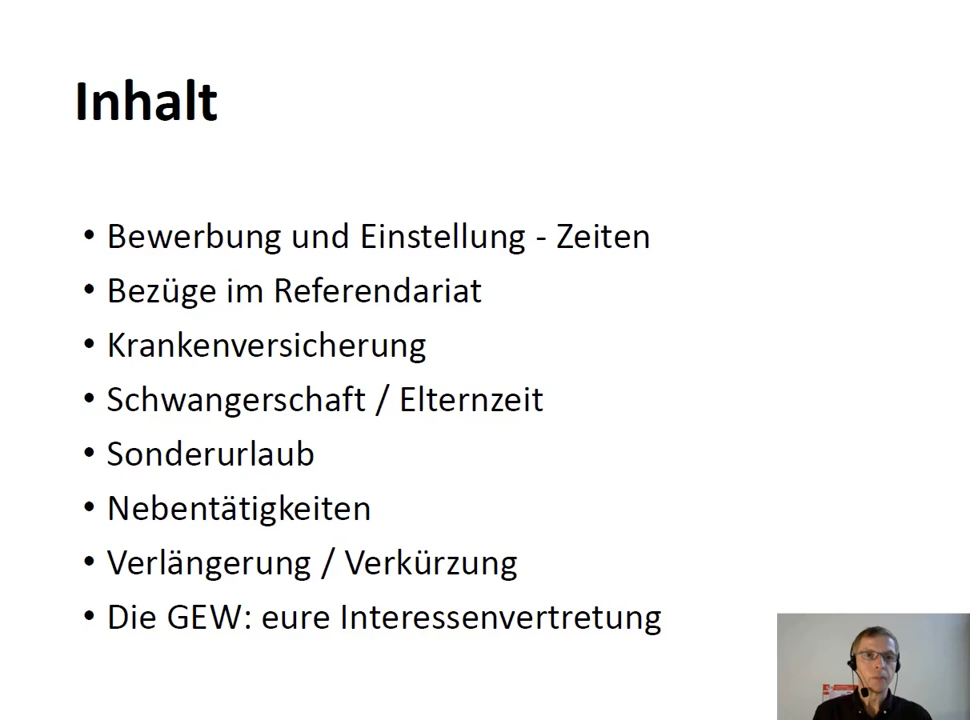 Inhalt
• Bewerbung und Einstellung - Zeiten
• Bezüge im Referendariat
• Krankenversicherung
• Schwangerschaft / Elternzeit
• Sonderurlaub
• Nebentätigkeiten
• Verlängerung / Verkürzung
• Die GEW: eure Interessenvertretung